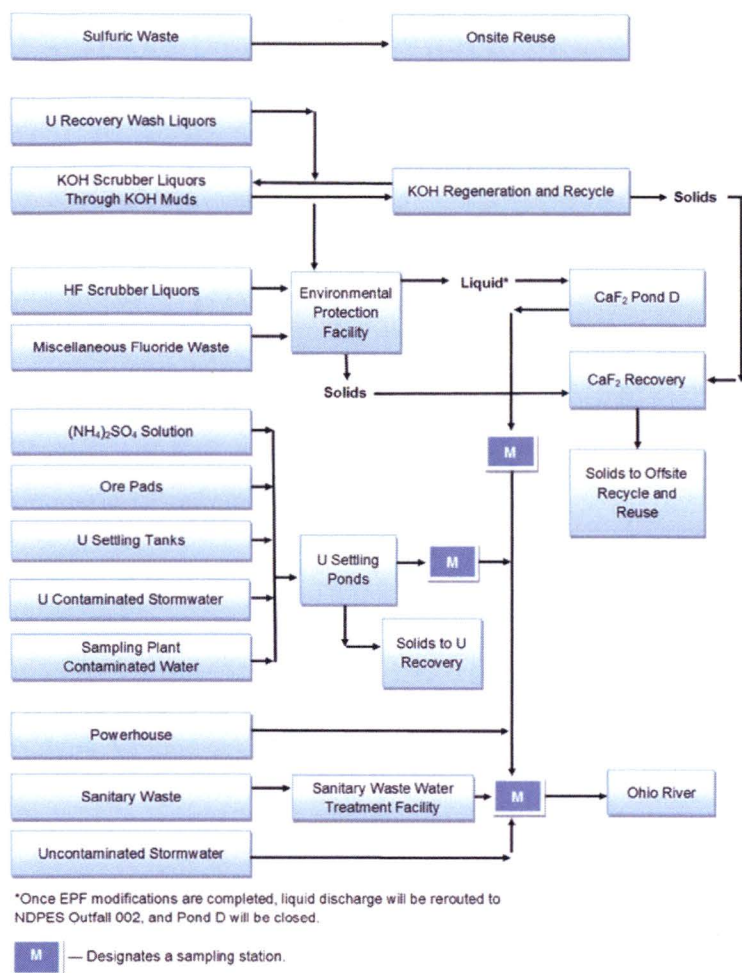 Sulfuric Waste
Onsite Reuse
U Recovery Wash Liquors
KOH Scrubber Liquors
Through KOH Muds
KOH Regeneration and Recycle
Solids
HF Scrubber Liquors
Environmental
Protection
Facility
Liquid*
CaF₂ Pond D
Miscellaneous Fluoride Waste
Solids
CaF₂ Recovery
(NH₄)₂SO₄ Solution
M
Solids to Offsite
Recycle and
Reuse
Ore Pads
U Settling Tanks
U Settling
Ponds
M
U Contaminated Stormwater
Sampling Plant
Contaminated Water
Solids to U
Recovery
Powerhouse
Sanitary Waste
Sanitary Waste Water
Treatment Facility
M
Ohio River
Uncontaminated Stormwater
*Once EPF modifications are completed, liquid discharge will be rerouted to
NDPES Outfall 002, and Pond D will be closed.
M — Designates a sampling station.